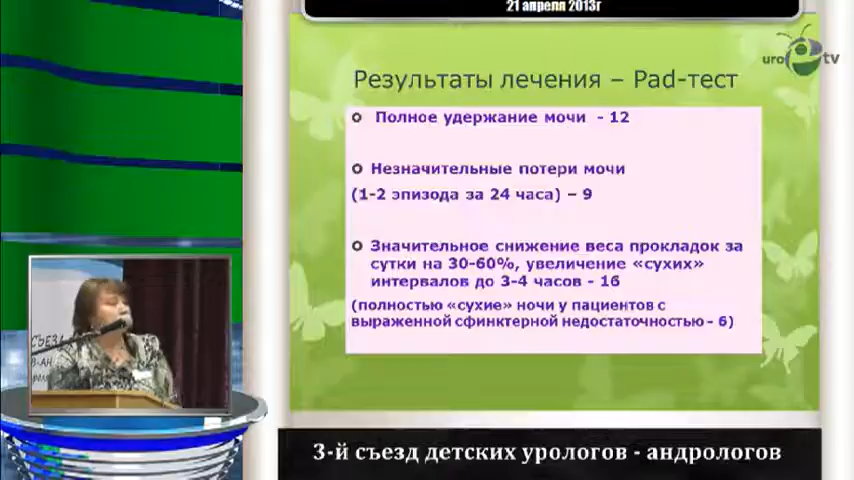 21 апреля 2013г
uro tv
Результаты лечения – Pad-тест
Полное удержание мочи - 12
Незначительные потери мочи
(1-2 эпизода за 24 часа) – 9
Значительное снижение веса прокладок за
сутки на 30-60%, увеличение «сухих»
интервалов до 3-4 часов - 16
(полностью «сухие» ночи у пациентов с
выраженной сфинктерной недостаточностью - 6)
СЪЕЗД
3-й съезд детских урологов - андрологов